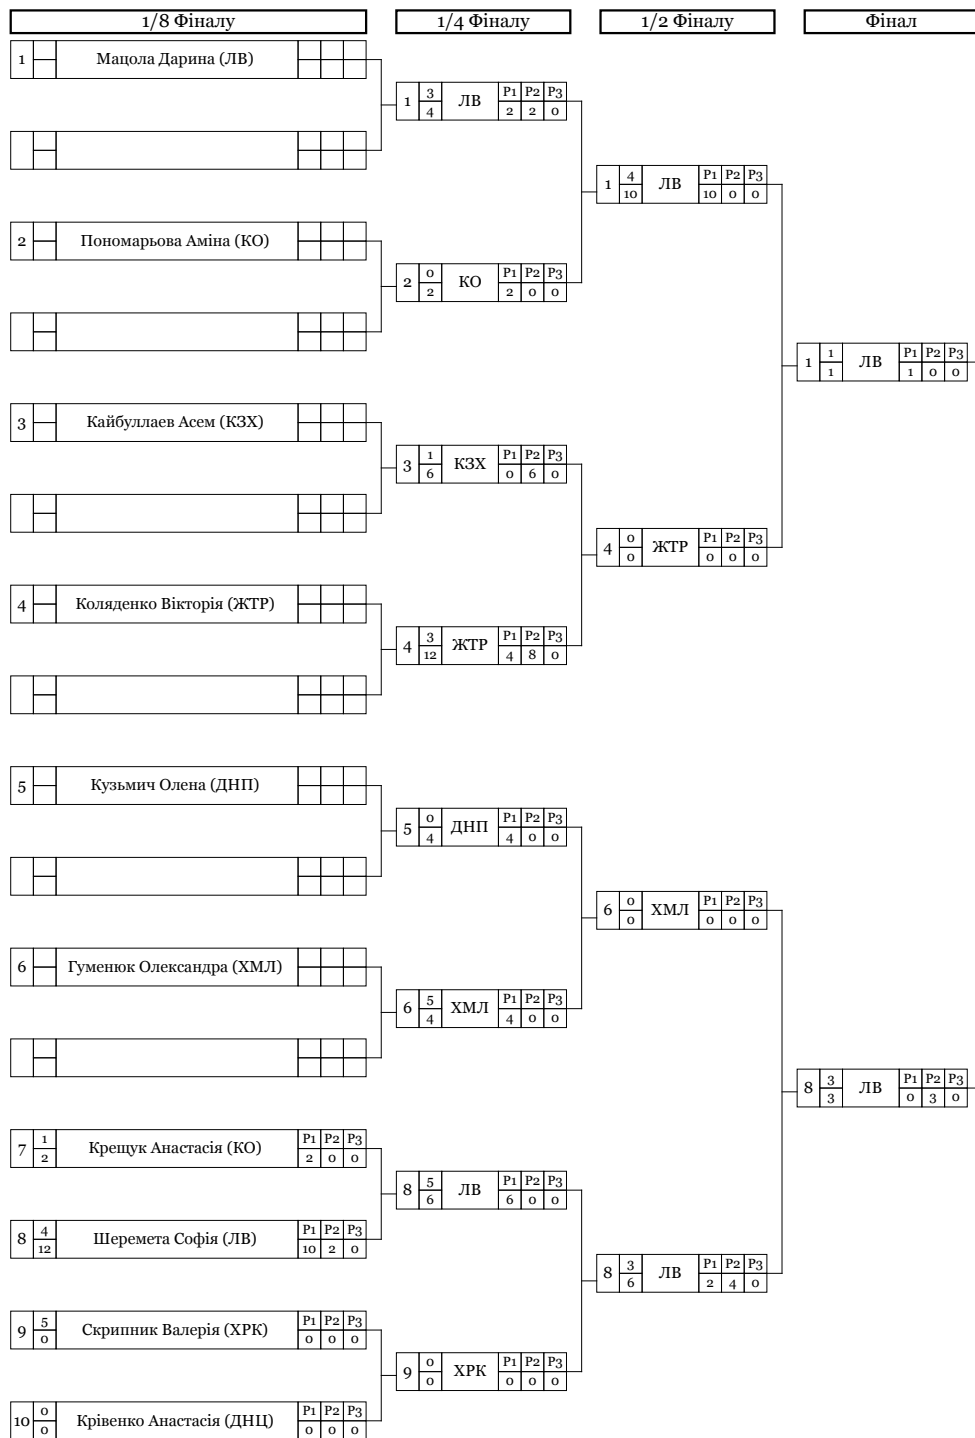 1/8 Фіналу 1/4 Фіналу 1/2 Фіналу Фінал
1 Мацола Дарина (ЛВ)
1 3 4 ЛВ P1 P2 P3 2 2 0
1 4 10 ЛВ P1 P2 P3 10 0 0
2 Пономарьова Аміна (КО)
2 0 2 КО P1 P2 P3 2 0 0
1 1 1 ЛВ P1 P2 P3 1 0 0
3 Кайбуллаев Асем (КЗХ)
3 1 6 КЗХ P1 P2 P3 0 6 0
4 0 0 ЖТР P1 P2 P3 0 0 0
4 Коляденко Вікторія (ЖТР)
4 3 12 ЖТР P1 P2 P3 4 8 0
5 Кузьмич Олена (ДНП)
5 0 4 ДНП P1 P2 P3 4 0 0
6 0 0 ХМЛ P1 P2 P3 0 0 0
6 Гуменюк Олександра (ХМЛ)
6 5 4 ХМЛ P1 P2 P3 4 0 0
8 3 3 ЛВ P1 P2 P3 0 3 0
7 1 2 Крещук Анастасія (КО) P1 P2 P3 2 0 0
8 5 6 ЛВ P1 P2 P3 6 0 0
8 4 12 Шеремета Софія (ЛВ) P1 P2 P3 10 2 0
8 3 6 ЛВ P1 P2 P3 2 4 0
9 5 0 Скрипник Валерія (ХРК) P1 P2 P3 0 0 0
9 0 0 ХРК P1 P2 P3 0 0 0
10 0 0 Крівенко Анастасія (ДНЦ) P1 P2 P3 0 0 0